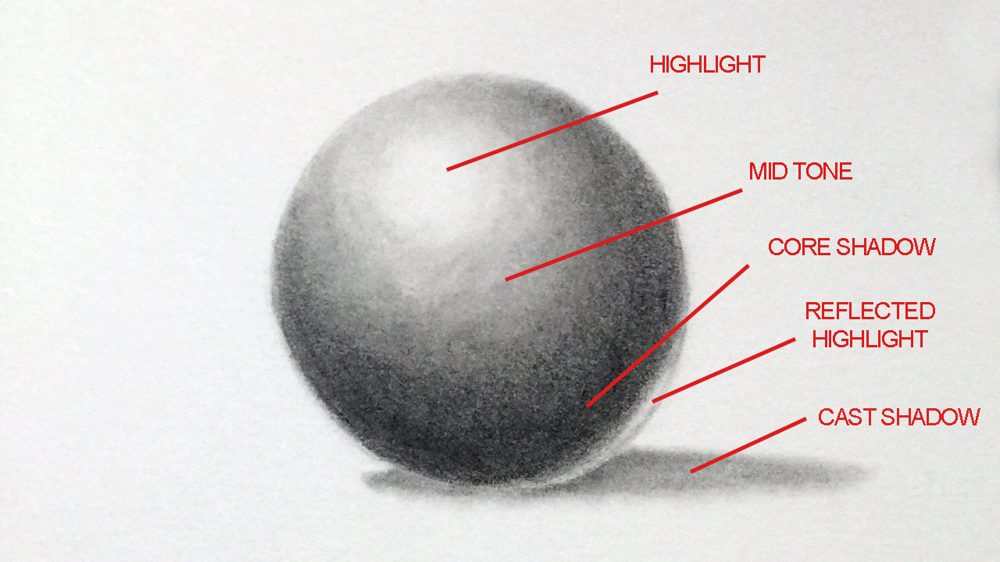 HIGHLIGHT
MID TONE
CORE SHADOW
REFLECTED
HIGHLIGHT
CAST SHADOW